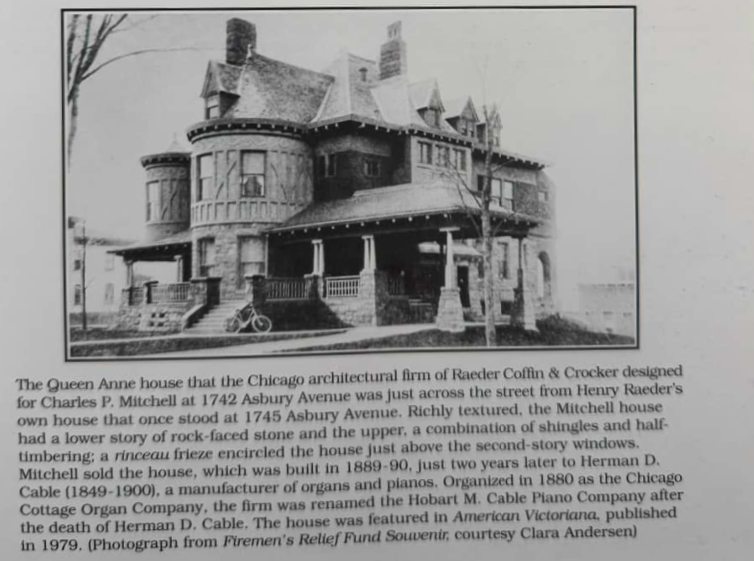 The Queen Anne house that the Chicago architectural firm of Raeder Coffin & Crocker designed
for Charles P. Mitchell at 1742 Asbury Avenue was just across the street from Henry Raeder's
own house that once stood at 1745 Asbury Avenue. Richly textured, the Mitchell house
had a lower story of rock-faced stone and the upper, a combination of shingles and half-
timbering; a rinceau frieze encircled the house just above the second-story windows.
Mitchell sold the house, which was built in 1889-90, just two years later to Herman D.
Cable (1849-1900), a manufacturer of organs and pianos. Organized in 1880 as the Chicago
Cottage Organ Company, the firm was renamed the Hobart M. Cable Piano Company after
the death of Herman D. Cable. The house was featured in American Victoriana, published
in 1979. (Photograph from Firemen's Relief Fund Souvenir, courtesy Clara Andersen)